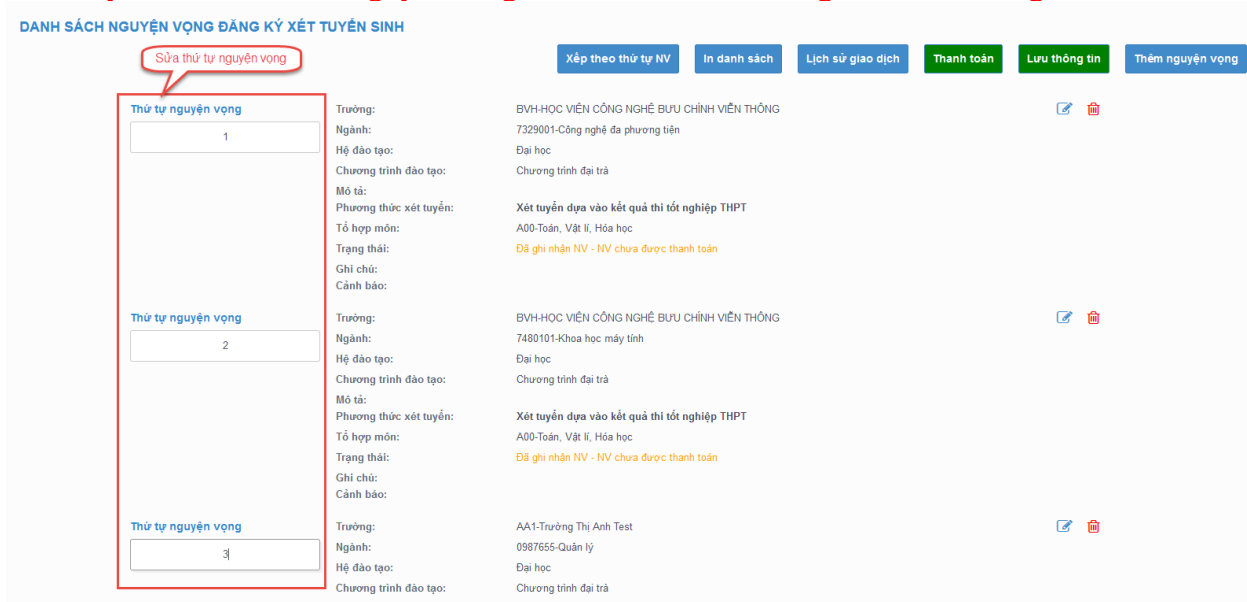 DANH SÁCH NGUYỆN VỌNG ĐĂNG KÝ XÉT TUYỂN SINH
Sửa thứ tự nguyện vọng
Xếp theo thứ tự NV In danh sách Lịch sử giao dịch Thanh toán Lưu thông tin Thêm nguyện vọng
Thứ tự nguyện vọng Trường: BVH-HỌC VIỆN CÔNG NGHỆ BƯU CHÍNH VIỄN THÔNG
1 Ngành: 7329001-Công nghệ đa phương tiện
Hệ đào tạo: Đại học
Chương trình đào tạo: Chương trình đại trà
Mô tả:
Phương thức xét tuyển: Xét tuyển dựa vào kết quả thi tốt nghiệp THPT
Tổ hợp môn: A00-Toán, Vật lí, Hóa học
Trạng thái: Đã ghi nhận NV - NV chưa được thanh toán
Ghi chú:
Cảnh báo:
Thứ tự nguyện vọng Trường: BVH-HỌC VIỆN CÔNG NGHỆ BƯU CHÍNH VIỄN THÔNG
2 Ngành: 7480101-Khoa học máy tính
Hệ đào tạo: Đại học
Chương trình đào tạo: Chương trình đại trà
Mô tả:
Phương thức xét tuyển: Xét tuyển dựa vào kết quả thi tốt nghiệp THPT
Tổ hợp môn: A00-Toán, Vật lí, Hóa học
Trạng thái: Đã ghi nhận NV - NV chưa được thanh toán
Ghi chú:
Cảnh báo:
Thứ tự nguyện vọng Trường: AA1-Trường Thị Anh Test
3 Ngành: 0987655-Quản lý
Hệ đào tạo: Đại học
Chương trình đào tạo: Chương trình đại trà